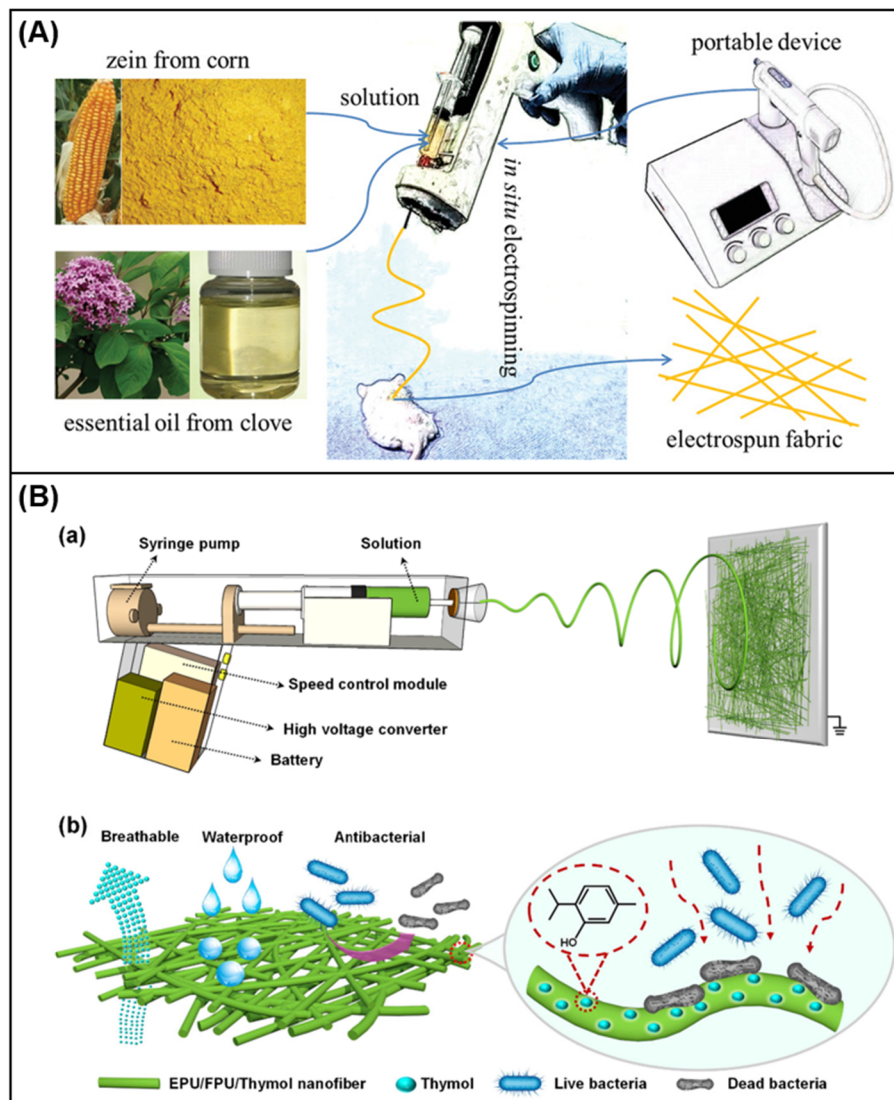 (A)
zein from corn
solution
portable device
in situ electrospinning
essential oil from clove
electrospun fabric
(B)
(a)
Syringe pump
Solution
Speed control module
High voltage converter
Battery
(b)
Breathable
Waterproof
Antibacterial
HO
EPU/FPU/Thymol nanofiber
Thymol
Live bacteria
Dead bacteria